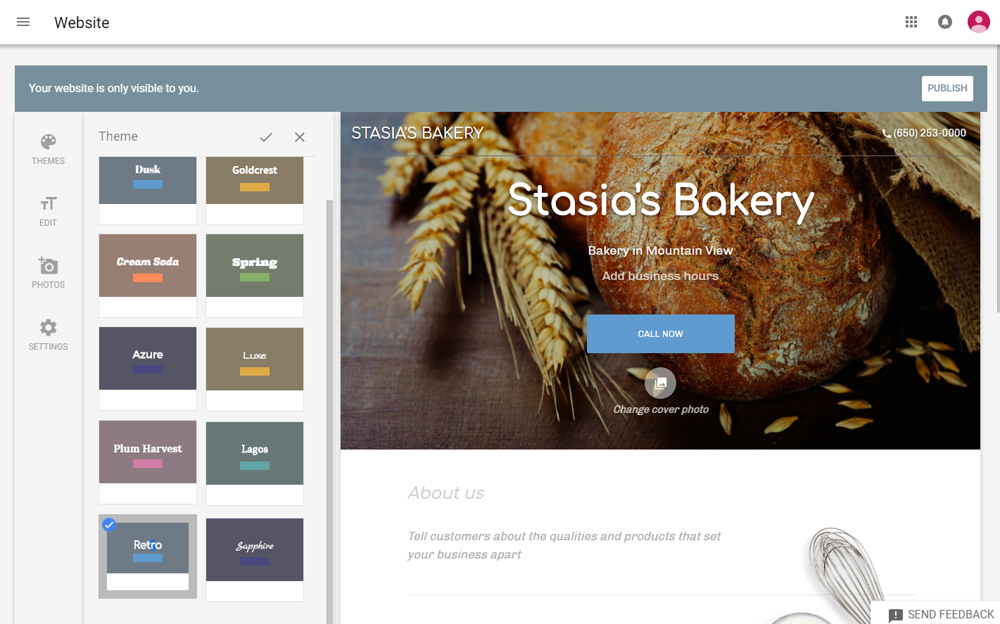 Website
Your website is only visible to you.
PUBLISH
THEMES
EDIT
PHOTOS
SETTINGS
Theme
Dusk
Goldcrest
Cream Soda
Spring
Azure
Luxe
Plum Harvest
Lagos
Retro
Sapphire
STASIA'S BAKERY
(650) 253-0000
Stasia's Bakery
Bakery in Mountain View
Add business hours
CALL NOW
Change cover photo
About us
Tell customers about the qualities and products that set
your business apart
SEND FEEDBACK